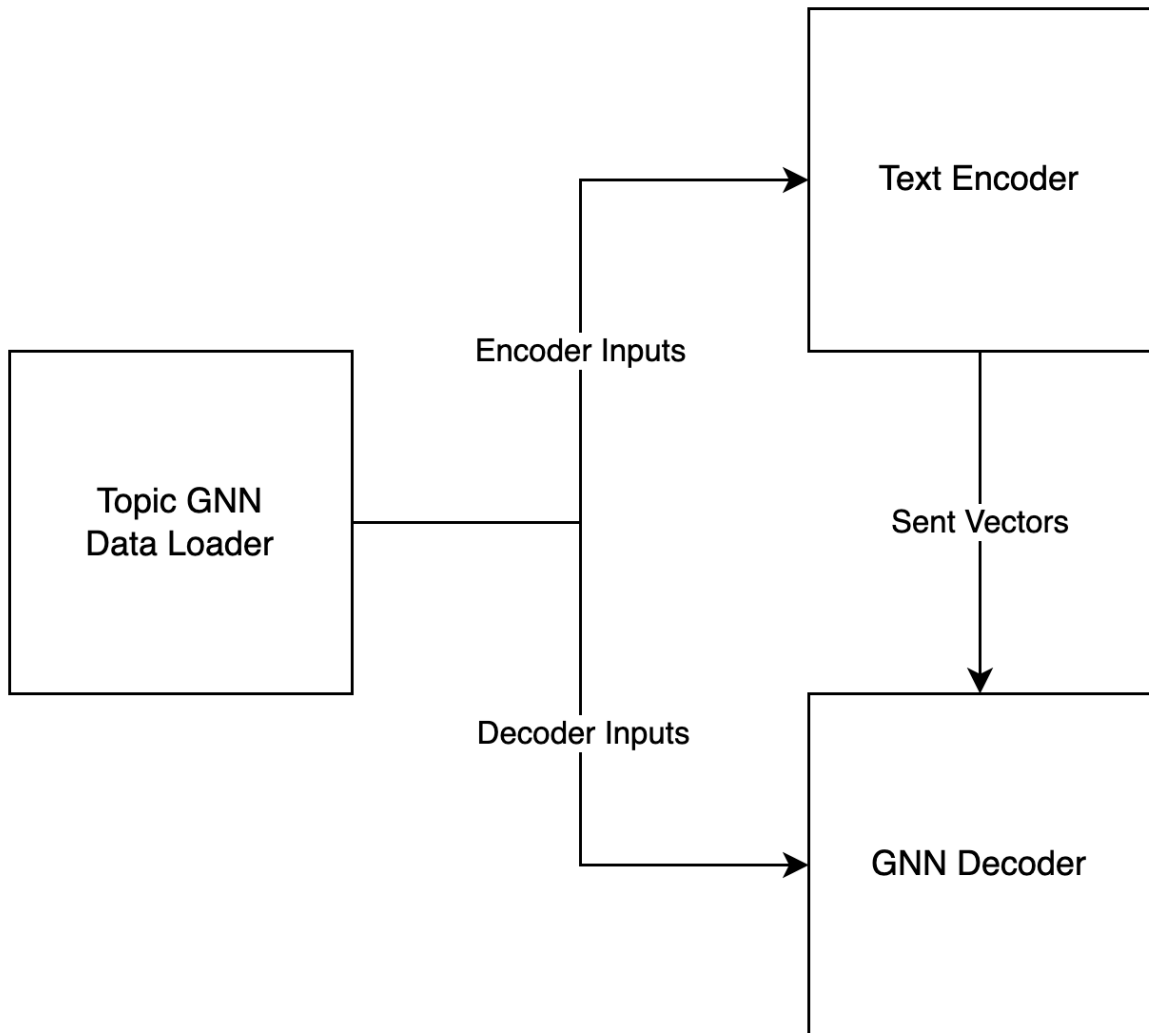 Text Encoder
Encoder Inputs
Topic GNN
Data Loader
Sent Vectors
Decoder Inputs
GNN Decoder